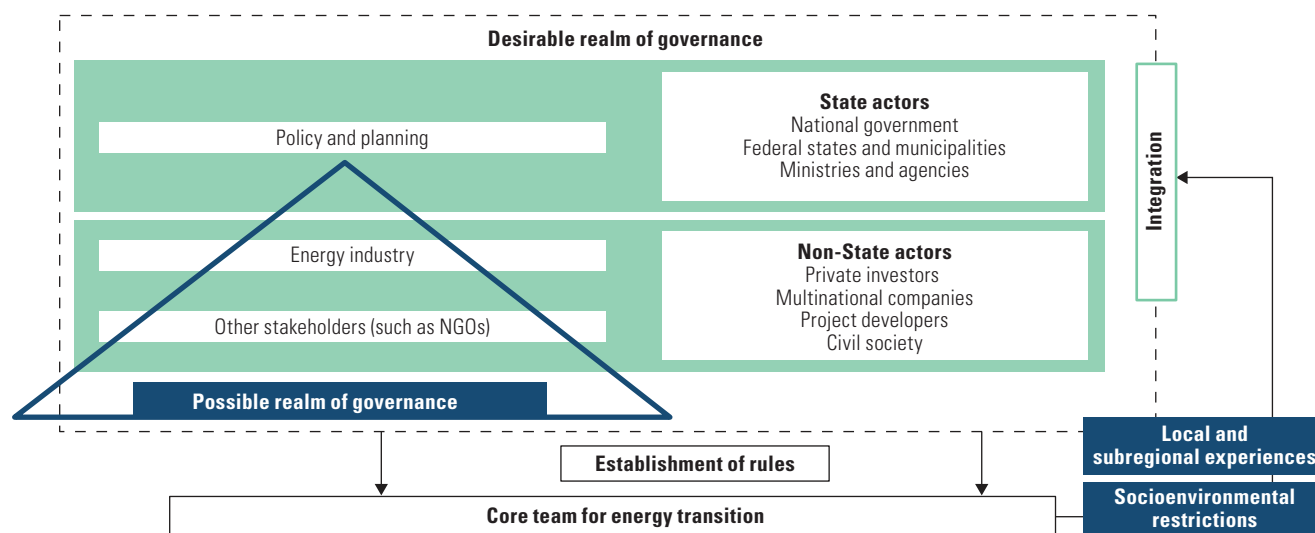 Desirable realm of governance
Policy and planning
State actors
National government
Federal states and municipalities
Ministries and agencies
Integration
Energy industry
Other stakeholders (such as NGOs)
Non-State actors
Private investors
Multinational companies
Project developers
Civil society
Possible realm of governance
Local and
subregional experiences
Establishment of rules
Socioenvironmental
restrictions
Core team for energy transition